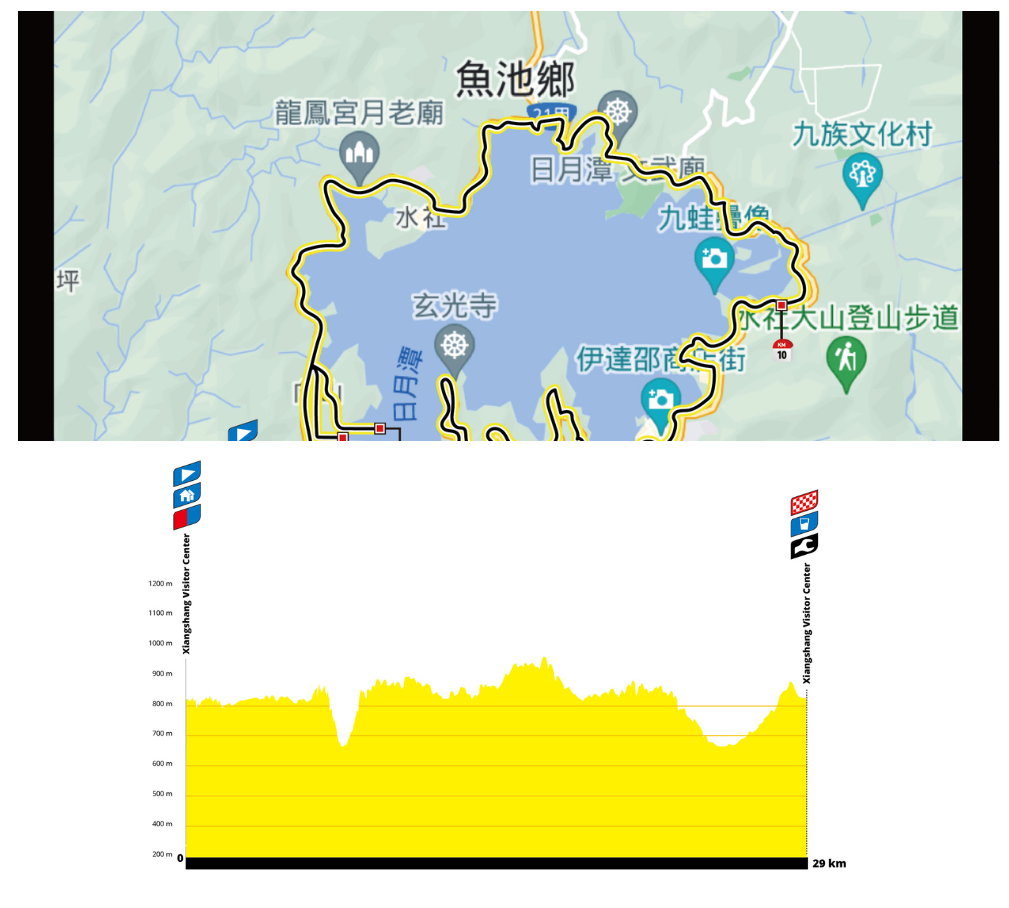 魚池鄉
21甲
龍鳳宮月老廟
九族文化村
日月潭 文武廟
水社
九蛙疊像
坪
玄光寺
水社大山登山步道
伊達邵商店街
KM
10
日月潭
Xiangshang Visitor Center
Xiangshang Visitor Center
1200 m
1100 m
1000 m
900 m
800 m
700 m
600 m
500 m
400 m
200 m
0
29 km